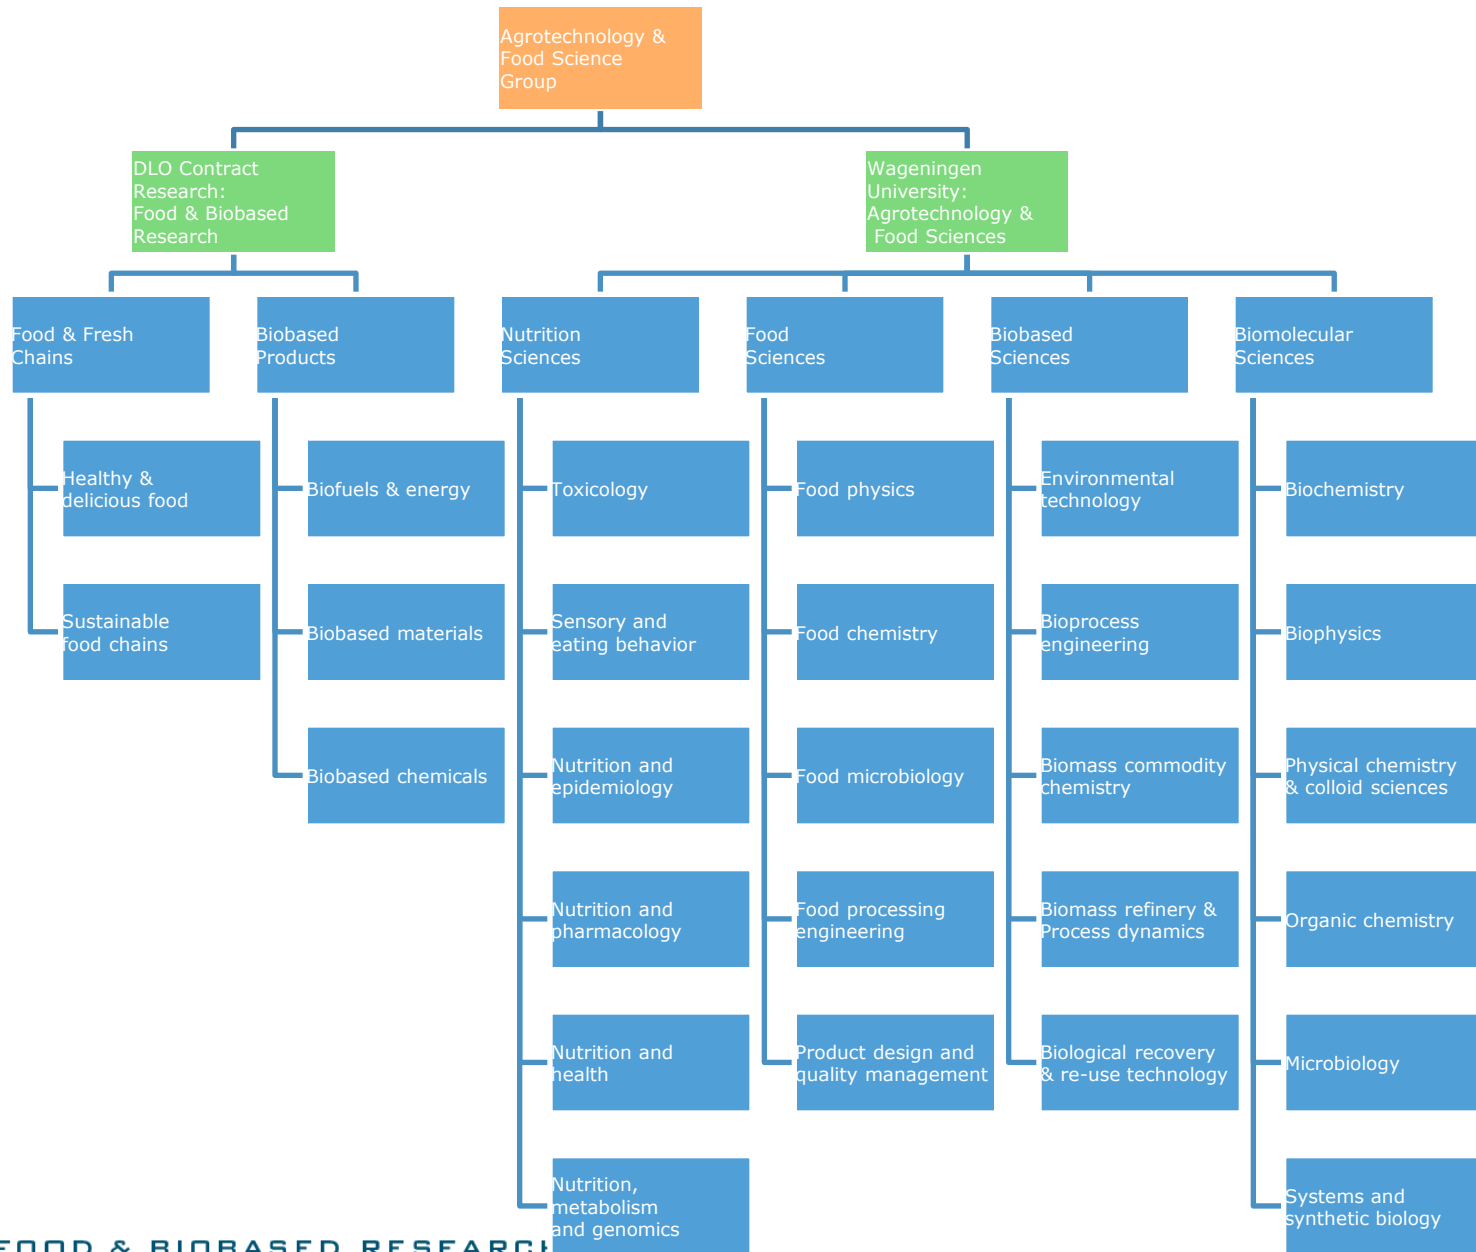 Agrotechnology &
Food Science
Group
DLO Contract
Research:
Food & Biobased
Research
Wageningen
University:
Agrotechnology &
Food Sciences
Food & Fresh
Chains
Biobased
Products
Nutrition
Sciences
Food
Sciences
Biobased
Sciences
Biomolecular
Sciences
Healthy &
delicious food
Biofuels & energy
Toxicology
Food physics
Environmental
technology
Biochemistry
Sustainable
food chains
Biobased materials
Sensory and
eating behavior
Food chemistry
Bioprocess
engineering
Biophysics
Biobased chemicals
Nutrition and
epidemiology
Food microbiology
Biomass commodity
chemistry
Physical chemistry
& colloid sciences
Nutrition and
pharmacology
Food processing
engineering
Biomass refinery &
Process dynamics
Organic chemistry
Nutrition and
health
Product design and
quality management
Biological recovery
& re-use technology
Microbiology
Nutrition,
metabolism
and genomics
Systems and
synthetic biology
FOOD & BIOBASED RESEARCH